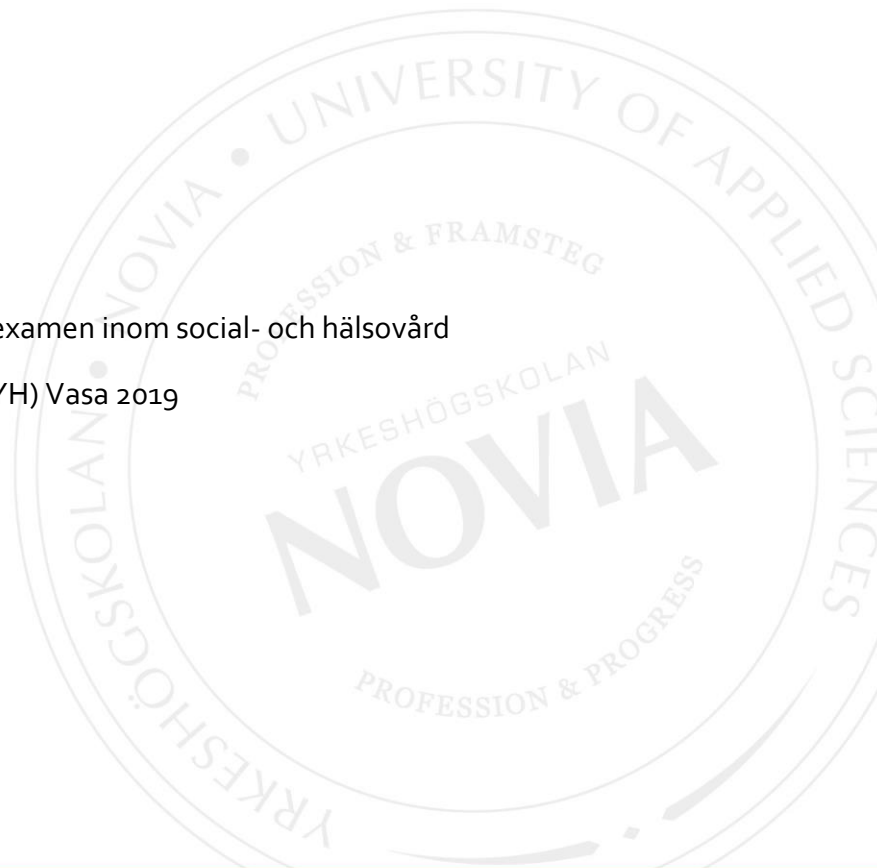 UNIVERSITY OF APPLIED SCIENCES
YRKESHÖGSKOLAN • NOVIA •
PROFESSION & FRAMSTEG
examen inom social- och hälsovård
YH) Vasa 2019
YRKESHÖGSKOLAN
NOVIA
PROFESSION & PROGRESS